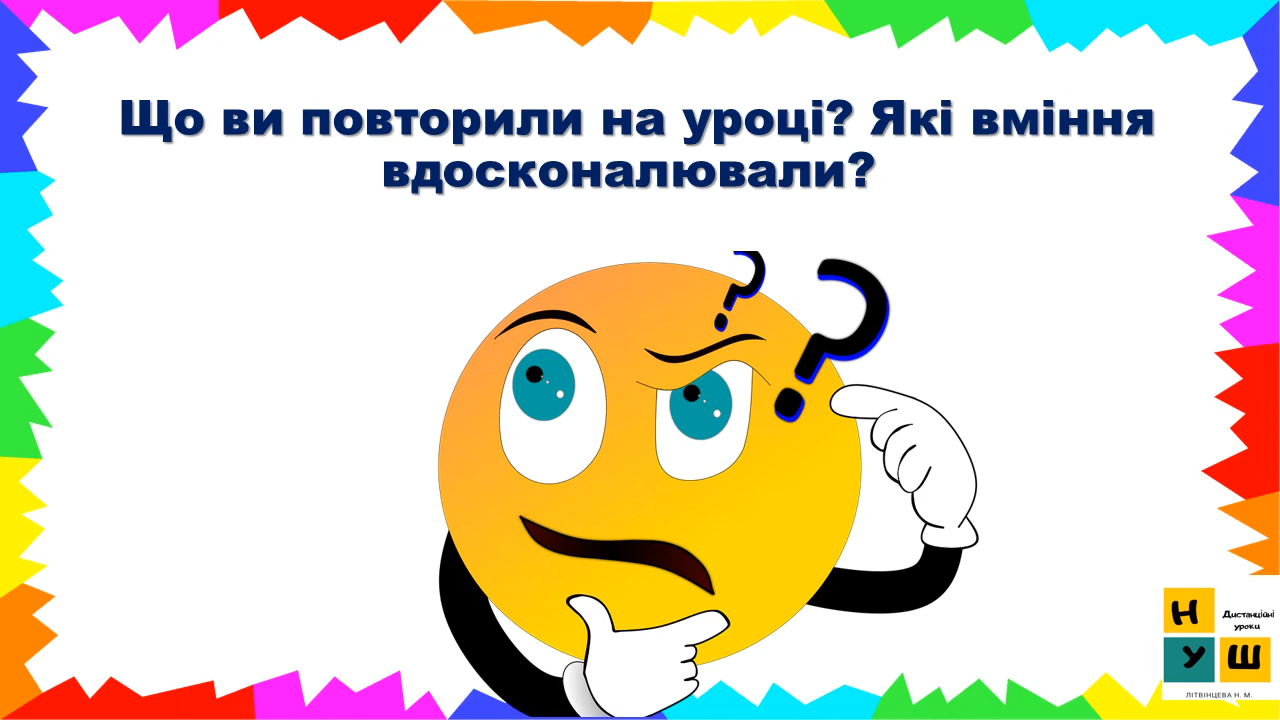 Що ви повторили на уроці? Які вміння
вдосконалювали?
?
?
Н
Дистанційні
уроки
У Ш
ЛІТВІНЦЕВА Н. М.